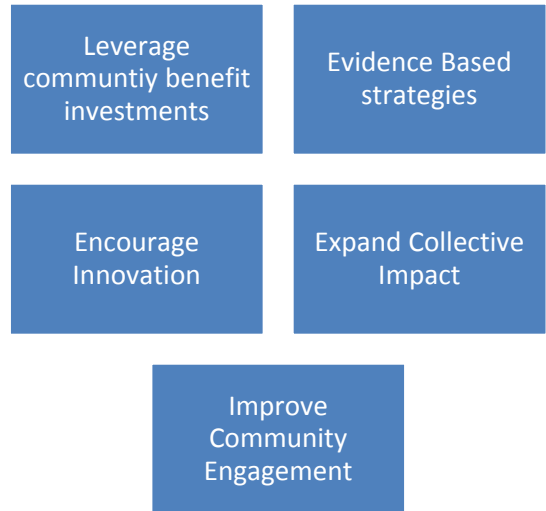 Leverage
communtiy benefit
investments
Evidence Based
strategies
Encourage
Innovation
Expand Collective
Impact
Improve
Community
Engagement